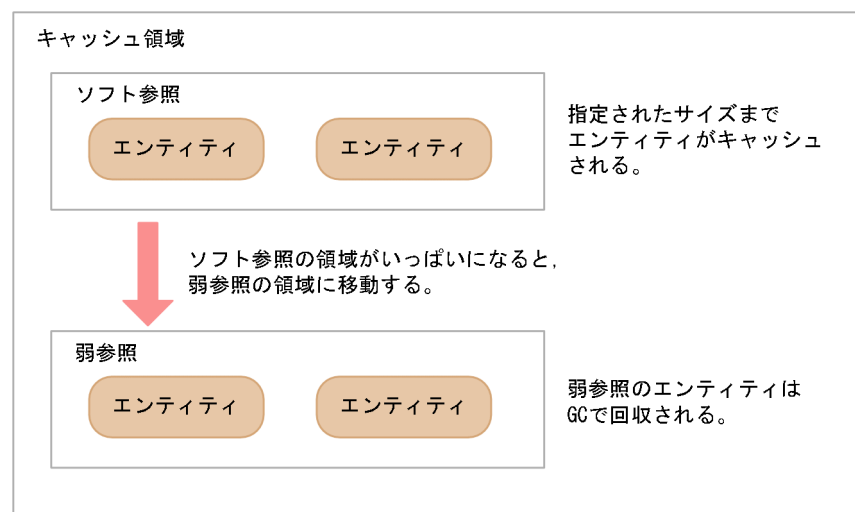 キャッシュ領域
ソフト参照
エンティティ
エンティティ
指定されたサイズまで
エンティティがキャッシュ
される。
ソフト参照の領域がいっぱいになると,
弱参照の領域に移動する。
弱参照
エンティティ
エンティティ
弱参照のエンティティは
GCで回収される。